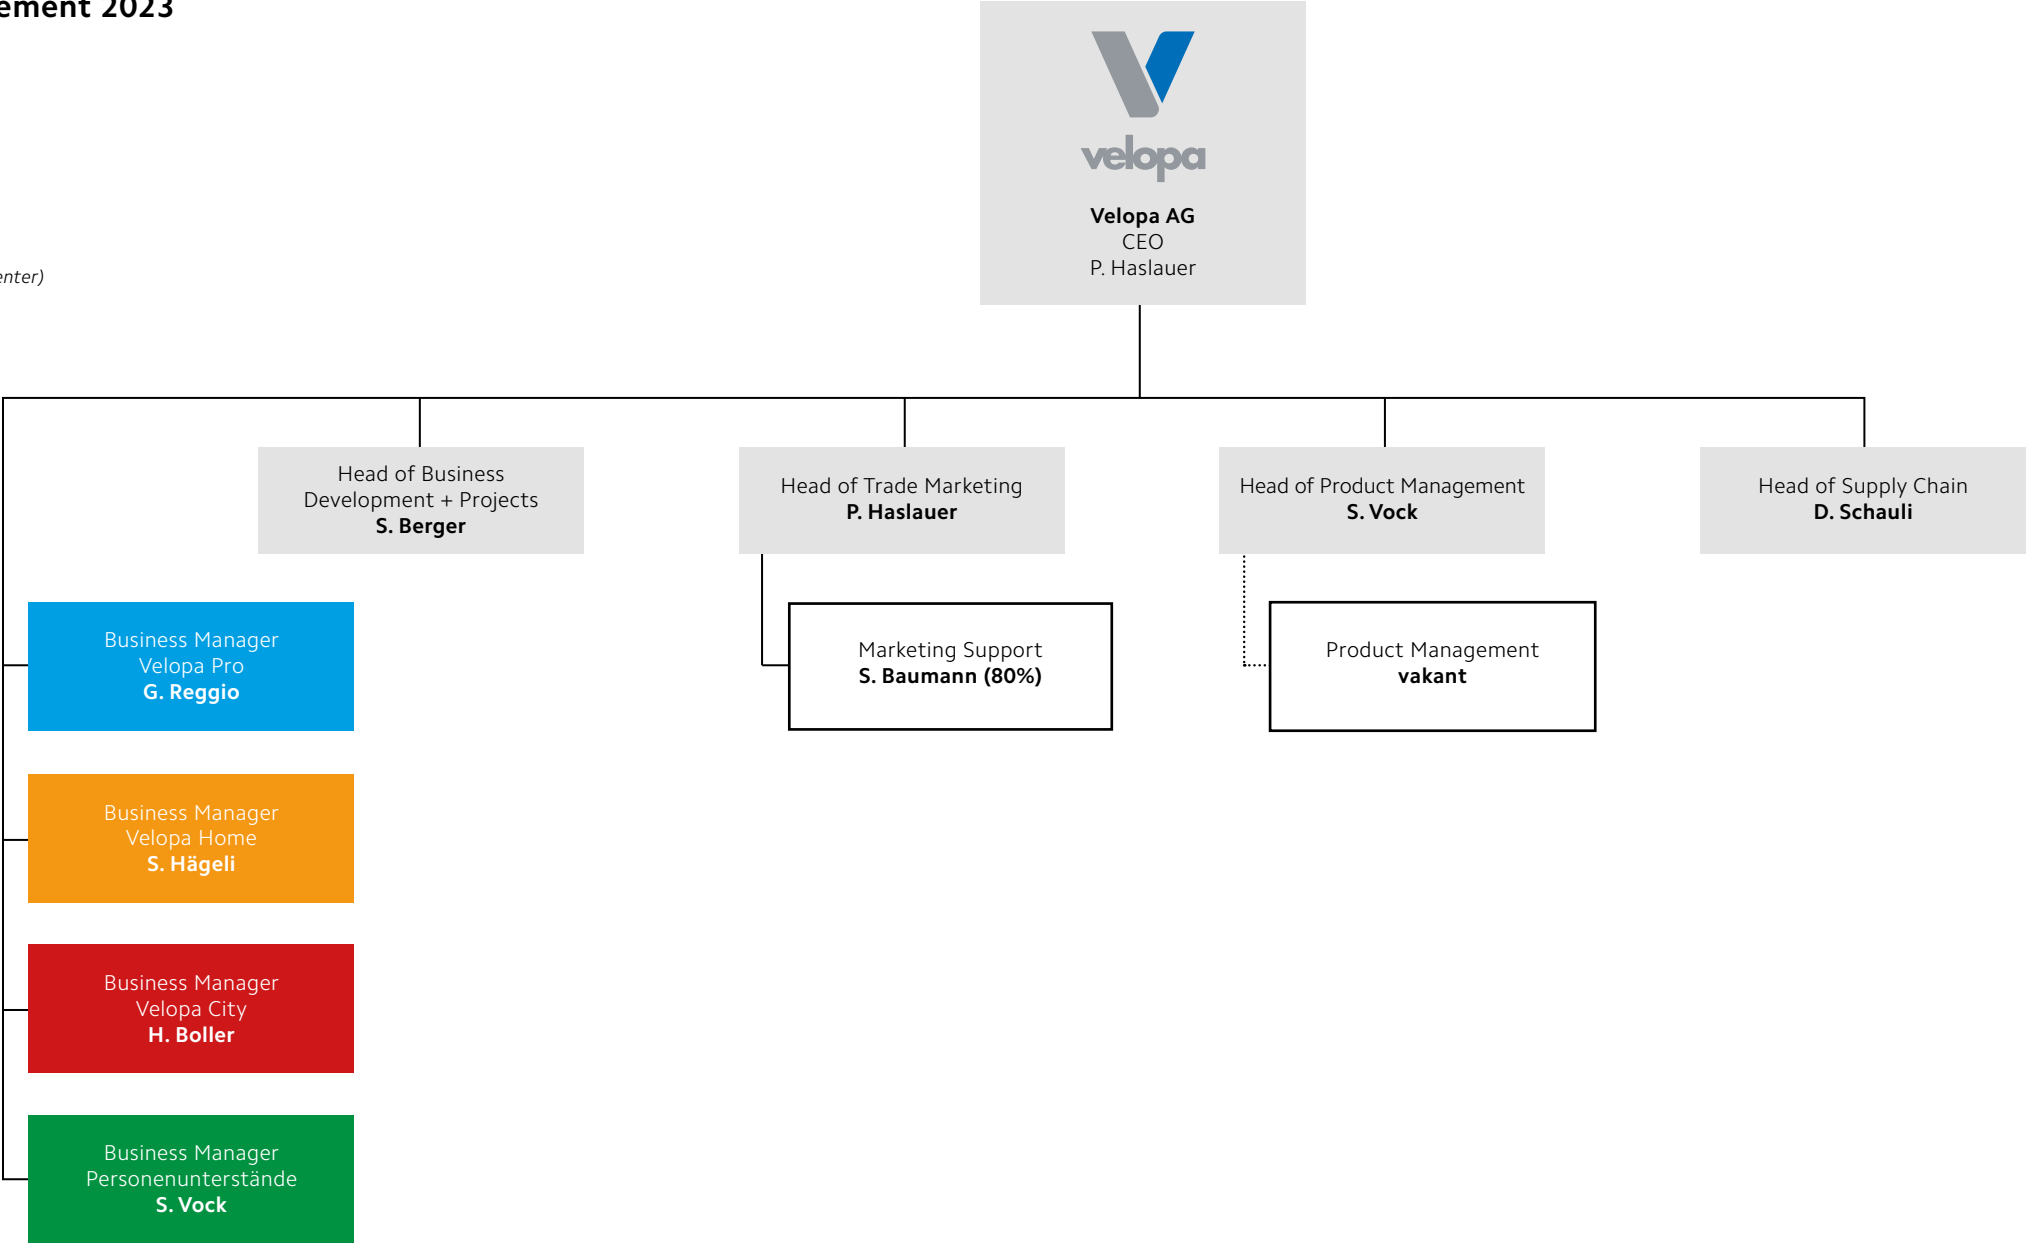 2023
velopa
Velopa AG
CEO
P. Haslauer
Head of Business
Development + Projects
S. Berger
Head of Trade Marketing
P. Haslauer
Head of Product Management
S. Vock
Head of Supply Chain
D. Schauli
Business Manager
Velopa Pro
G. Reggio
Marketing Support
S. Baumann (80%)
Product Management
vakant
Business Manager
Velopa Home
S. Hägeli
Business Manager
Velopa City
H. Boller
Business Manager
Personenunterstände
S. Vock